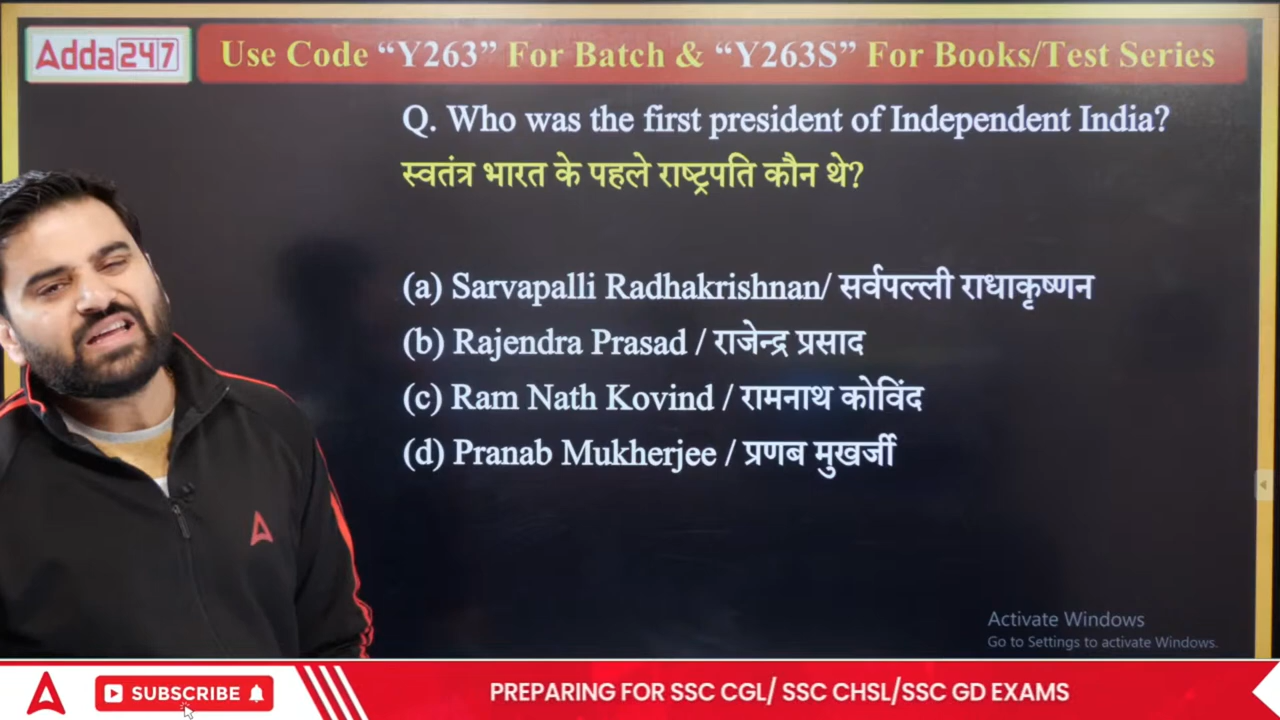 Adda247
Use Code “Y263” For Batch & “Y263S” For Books/Test Series
Q. Who was the first president of Independent India?
स्वतंत्र भारत के पहले राष्ट्रपति कौन थे?
(a) Sarvapalli Radhakrishnan/ सर्वपल्ली राधाकृष्णन
(b) Rajendra Prasad / राजेन्द्र प्रसाद
(c) Ram Nath Kovind / रामनाथ कोविंद
(d) Pranab Mukherjee / प्रणब मुखर्जी
Activate Windows
Go to Settings to activate Windows.
SUBSCRIBE
PREPARING FOR SSC CGL/ SSC CHSL/SSC GD EXAMS